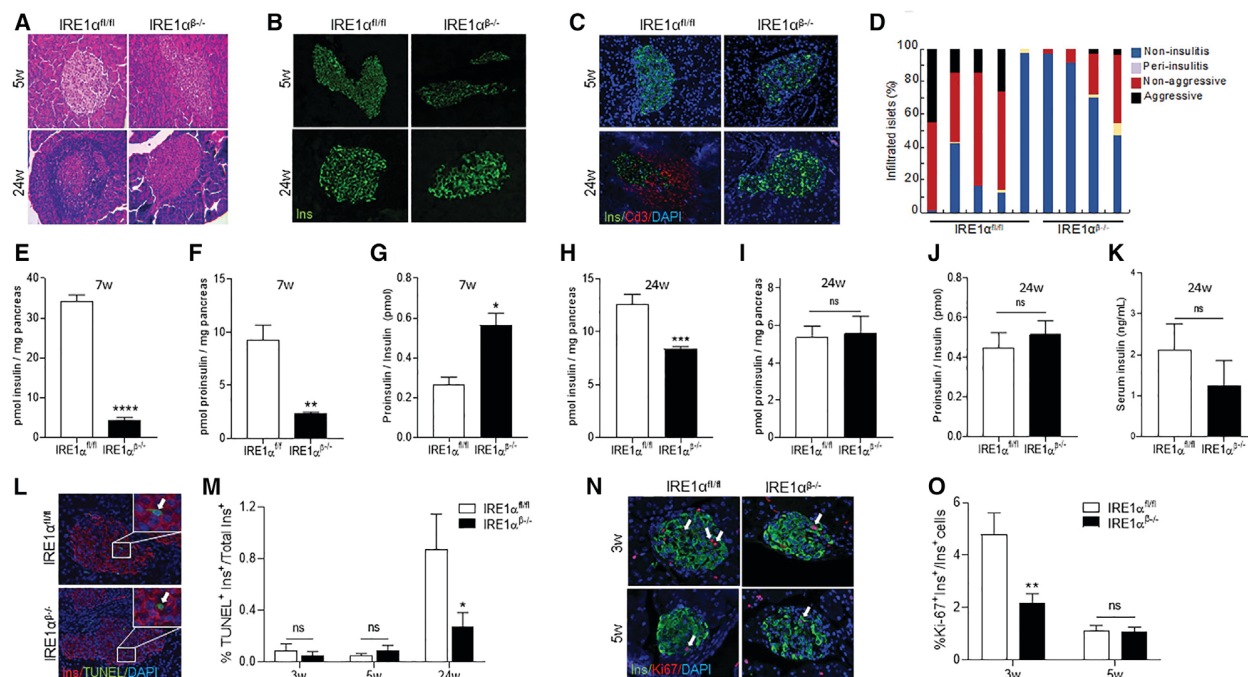 A
IRE1α^fl/fl
IRE1α^β-/-
5w
24w
B
IRE1α^fl/fl
IRE1α^β-/-
5w
24w
Ins
C
IRE1α^fl/fl
IRE1α^β-/-
5w
24w
Ins/Cd3/DAPI
D
Infiltrated islets (%)
100
80
60
40
20
0
Non-insulitis
Peri-insulitis
Non-aggressive
Aggressive
IRE1α^fl/fl
IRE1α^β-/-
E
7w
pmol insulin / mg pancreas
40
30
20
10
0
****
IRE1α^fl/fl
IRE1α^β-/-
F
7w
pmol proinsulin / mg pancreas
15
10
5
0
**
IRE1α^f/f
IRE1α^β-/-
G
7w
Proinsulin / Insulin (pmol)
0.8
0.6
0.4
0.2
0.0
*
IRE1α^fl/fl
IRE1α^β-/-
H
24w
pmol insulin / mg pancreas
15
10
5
0
***
IRE1α^fl/fl
IRE1α^β-/-
I
24w
pmol proinsulin / mg pancreas
6
4
2
0
ns
IRE1α^fl/fl
IRE1α^β-/-
J
24w
Proinsulin / Insulin (pmol)
0.8
0.6
0.4
0.2
0.0
ns
IRE1α^fl/fl
IRE1α^β-/-
K
24w
Serum insulin (ng/mL)
4
3
2
1
0
ns
IRE1α^fl/fl
IRE1α^β-/-
L
IRE1α^fl/fl
IRE1α^β-/-
Ins/TUNEL/DAPI
M
% TUNEL⁺ Ins⁺/Total Ins⁺
1.2
0.8
0.4
0.0
IRE1α^fl/fl
IRE1α^β-/-
ns
ns
*
3w
5w
24w
N
IRE1α^fl/fl
IRE1α^β-/-
3w
5w
Ins/Ki67/DAPI
O
%Ki-67⁺Ins⁺/Ins⁺ cells
6
4
2
0
IRE1α^fl/fl
IRE1α^β-/-
**
ns
3w
5w